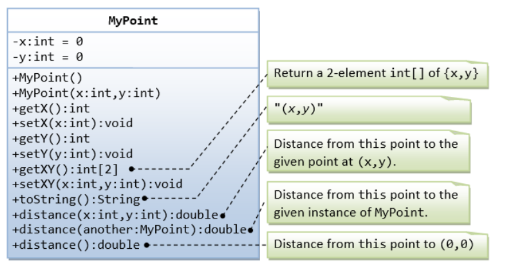 MyPoint
-x:int = 0
-y:int = 0
+MyPoint()
+MyPoint(x:int,y:int)
+getX():int
+setX(x:int):void
+getY():int
+setY(y:int):void
+getXY():int[2]
+setXY(x:int,y:int):void
+toString():String
+distance(x:int,y:int):double
+distance(another:MyPoint):double
+distance():double
Return a 2-element int[] of {x,y}
"(x,y)"
Distance from this point to the
given point at (x,y).
Distance from this point to the
given instance of MyPoint.
Distance from this point to (0,0)